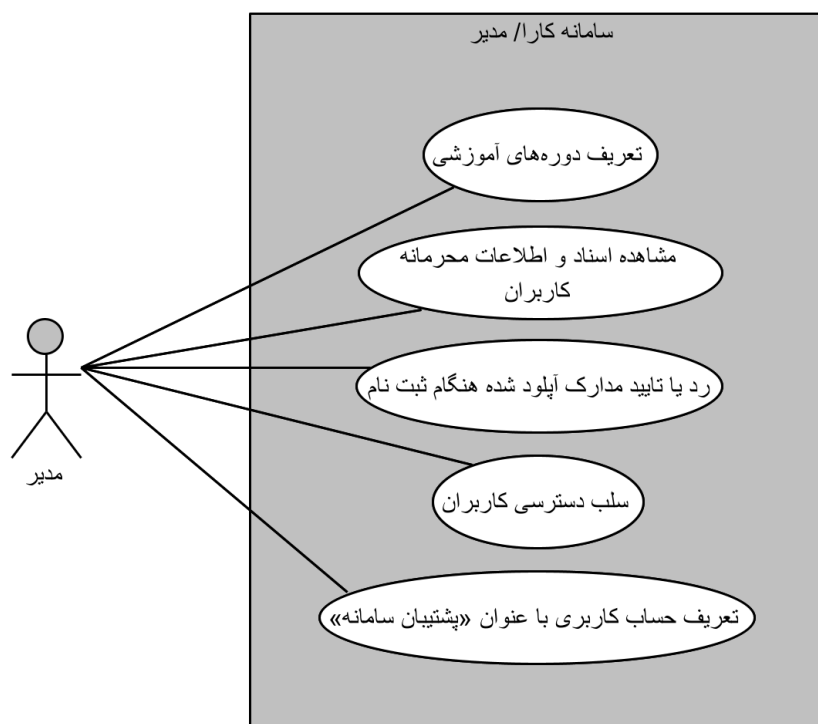 سامانه کارا/ مدیر
تعریف دوره‌های آموزشی
مشاهده اسناد و اطلاعات محرمانه
کاربران
رد یا تایید مدارک آپلود شده هنگام ثبت نام
سلب دسترسی کاربران
تعریف حساب کاربری با عنوان «پشتیبان سامانه»
مدیر